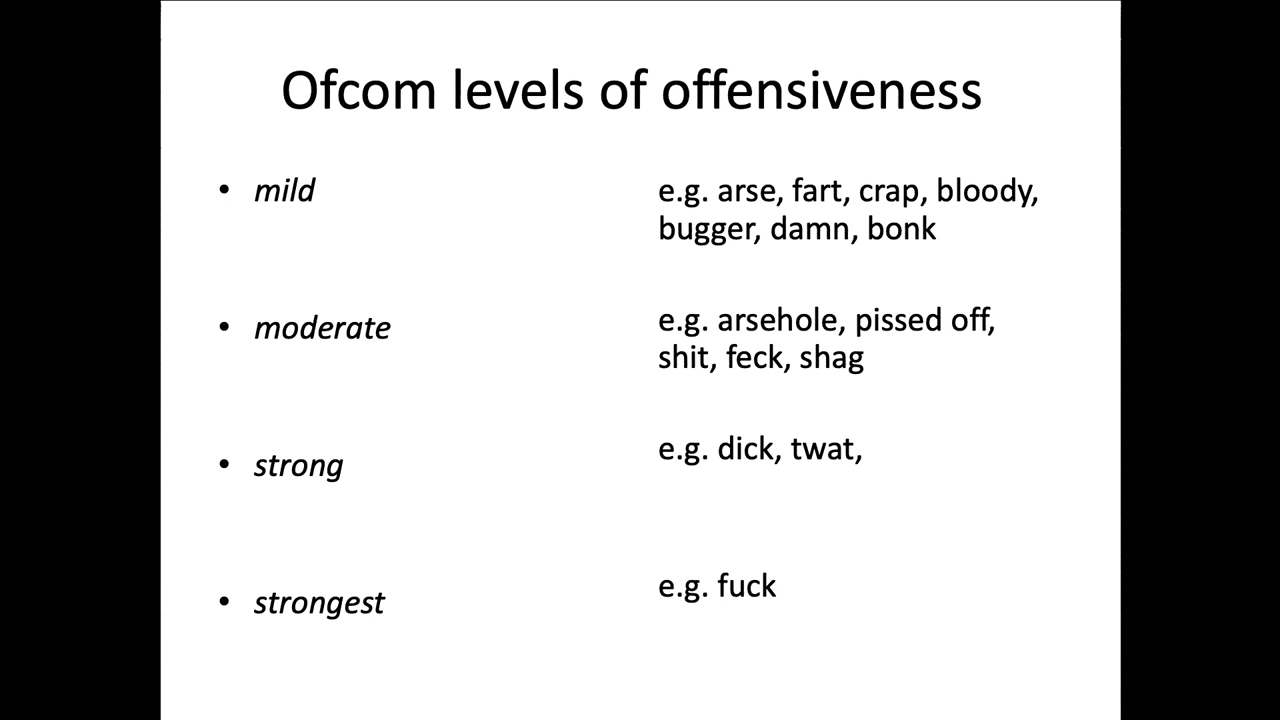 Ofcom levels of offensiveness
• mild
e.g. arse, fart, crap, bloody,
bugger, damn, bonk
• moderate
e.g. arsehole, pissed off,
shit, feck, shag
• strong
e.g. dick, twat,
• strongest
e.g. fuck